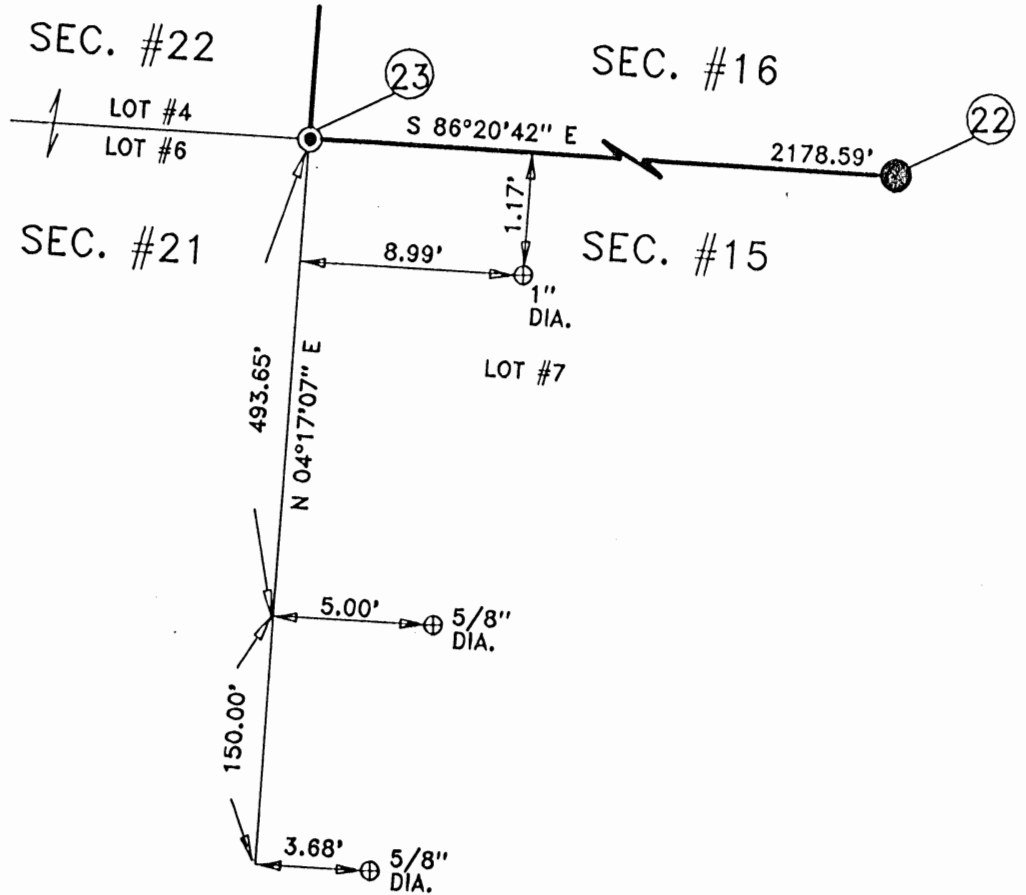 SEC. #22
23
SEC. #16
22
LOT #4
S 86°20'42" E
2178.59'
LOT #6
1.17'
SEC. #21
8.99'
SEC. #15
1"
DIA.
LOT #7
493.65'
N 04°17'07" E
5.00'
5/8"
DIA.
150.00'
3.68'
5/8"
DIA.